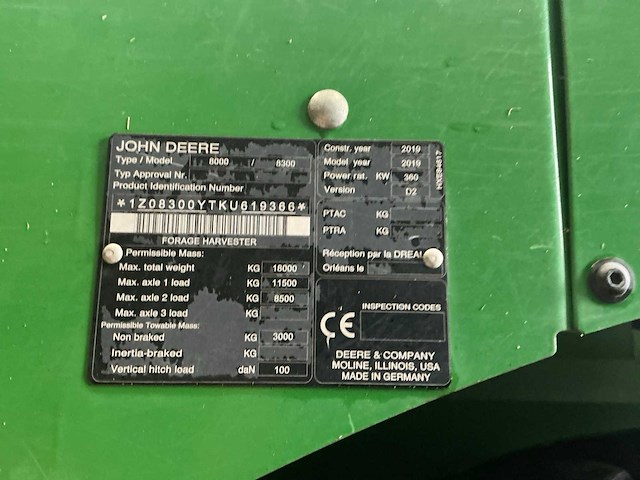 JOHN DEERE
Type / Model 8000 / 8300
Typ Approval Nr.
Product Identification Number
*1Z08300YTKU619366*
FORAGE HARVESTER
Permissible Mass:
Max. total weight KG 18000
Max. axle 1 load KG 11500
Max. axle 2 load KG 8500
Max. axle 3 load KG
Permissible Towable Mass:
Non braked KG 3000
Inertia-braked KG
Vertical hitch load daN 100
Constr. year 2019
Model year 2019
Power rat. KW 360
Version D2
HXE84617
PTAC KG
PTRA KG
Réception par la DREAL
Orléans le
INSPECTION CODES
CE
DEERE & COMPANY
MOLINE, ILLINOIS, USA
MADE IN GERMANY